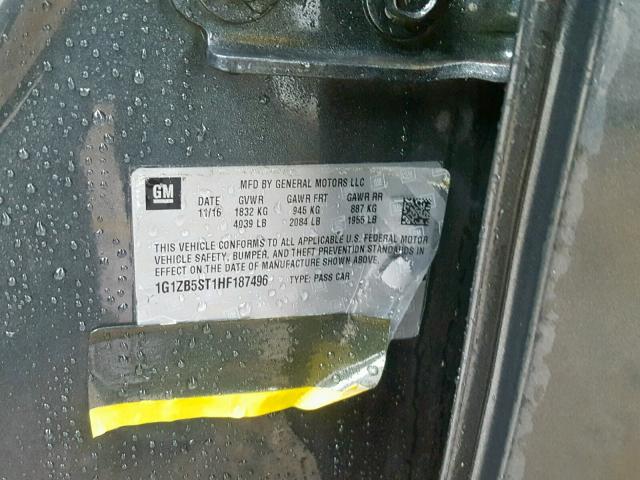 GM
MFD BY GENERAL MOTORS LLC
DATE GVWR GAWR FRT GAWR RR
11/16 1832 KG 945 KG 887 KG
4039 LB 2084 LB 1955 LB
THIS VEHICLE CONFORMS TO ALL APPLICABLE U.S. FEDERAL MOTOR
VEHICLE SAFETY, BUMPER, AND THEFT PREVENTION STANDARDS
IN EFFECT ON THE DATE OF MANUFACTURE SHOWN ABOVE.
1G1ZB5ST1HF187496 TYPE: PASS CAR